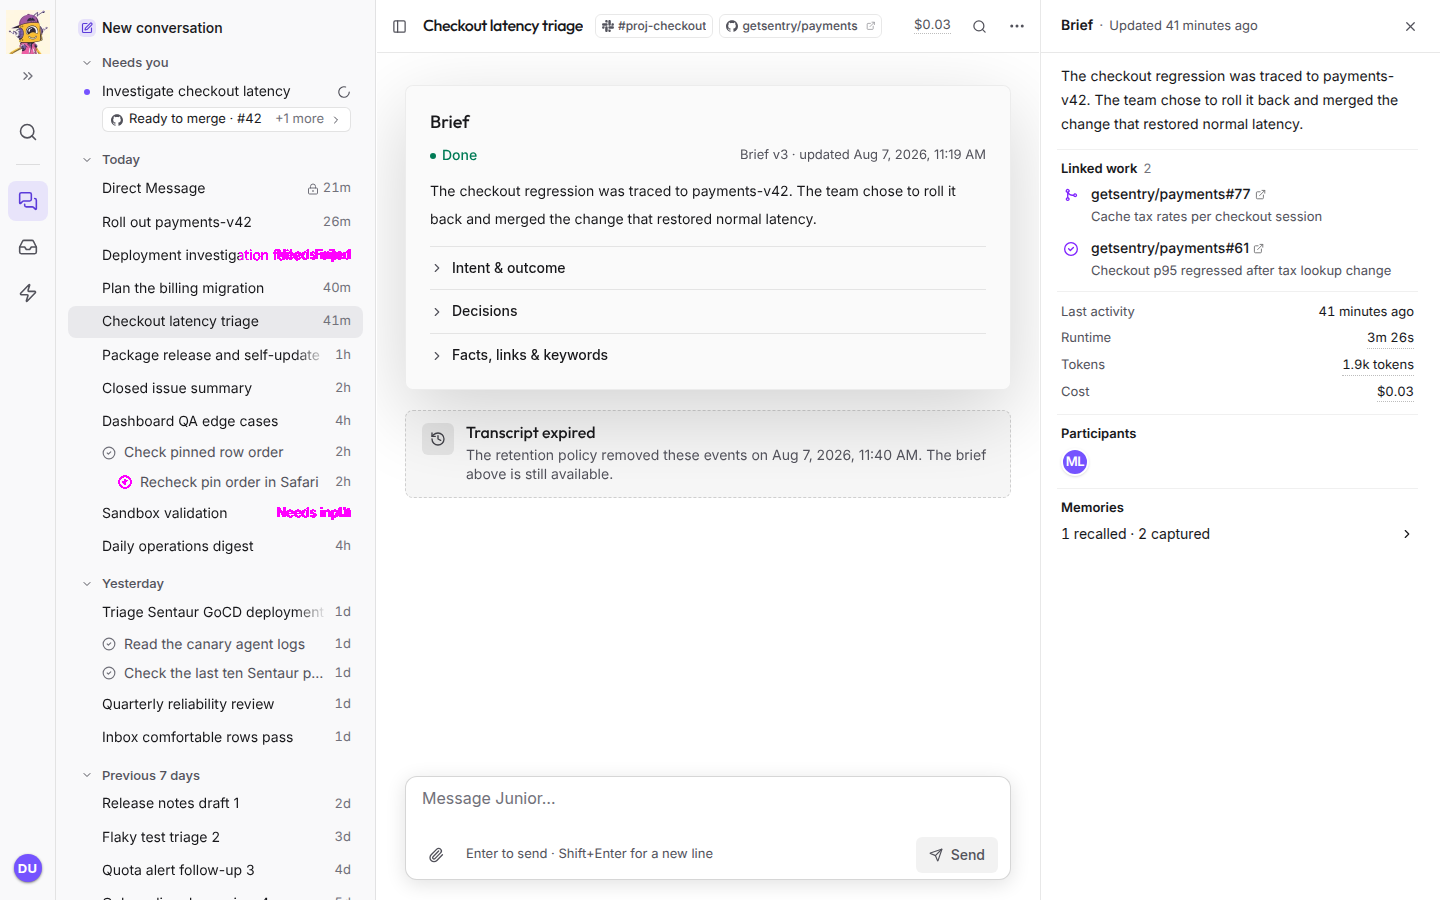 New conversation
Needs you
Investigate checkout latency
Ready to merge · #42 +1 more
Today
Direct Message 21m
Roll out payments-v42 26m
Deployment investigation
Plan the billing migration 40m
Checkout latency triage 41m
Package release and self-update 1h
Closed issue summary 2h
Dashboard QA edge cases 4h
Check pinned row order 2h
Recheck pin order in Safari 2h
Sandbox validation Needs input
Daily operations digest 4h
Yesterday
Triage Sentaur GoCD deployment 1d
Read the canary agent logs 1d
Check the last ten Sentaur p... 1d
Quarterly reliability review 1d
Inbox comfortable rows pass 1d
Previous 7 days
Release notes draft 1 2d
Flaky test triage 2 3d
Quota alert follow-up 3 4d
DU
Checkout latency triage #proj-checkout getsentry/payments $0.03
Brief
Done Brief v3 · updated Aug 7, 2026, 11:19 AM
The checkout regression was traced to payments-v42. The team chose to roll it
back and merged the change that restored normal latency.
Intent & outcome
Decisions
Facts, links & keywords
Transcript expired
The retention policy removed these events on Aug 7, 2026, 11:40 AM. The brief
above is still available.
Message Junior...
Enter to send · Shift+Enter for a new line Send
Brief · Updated 41 minutes ago
The checkout regression was traced to payments-
v42. The team chose to roll it back and merged the
change that restored normal latency.
Linked work 2
getsentry/payments#77
Cache tax rates per checkout session
getsentry/payments#61
Checkout p95 regressed after tax lookup change
Last activity 41 minutes ago
Runtime 3m 26s
Tokens 1.9k tokens
Cost $0.03
Participants
ML
Memories
1 recalled · 2 captured